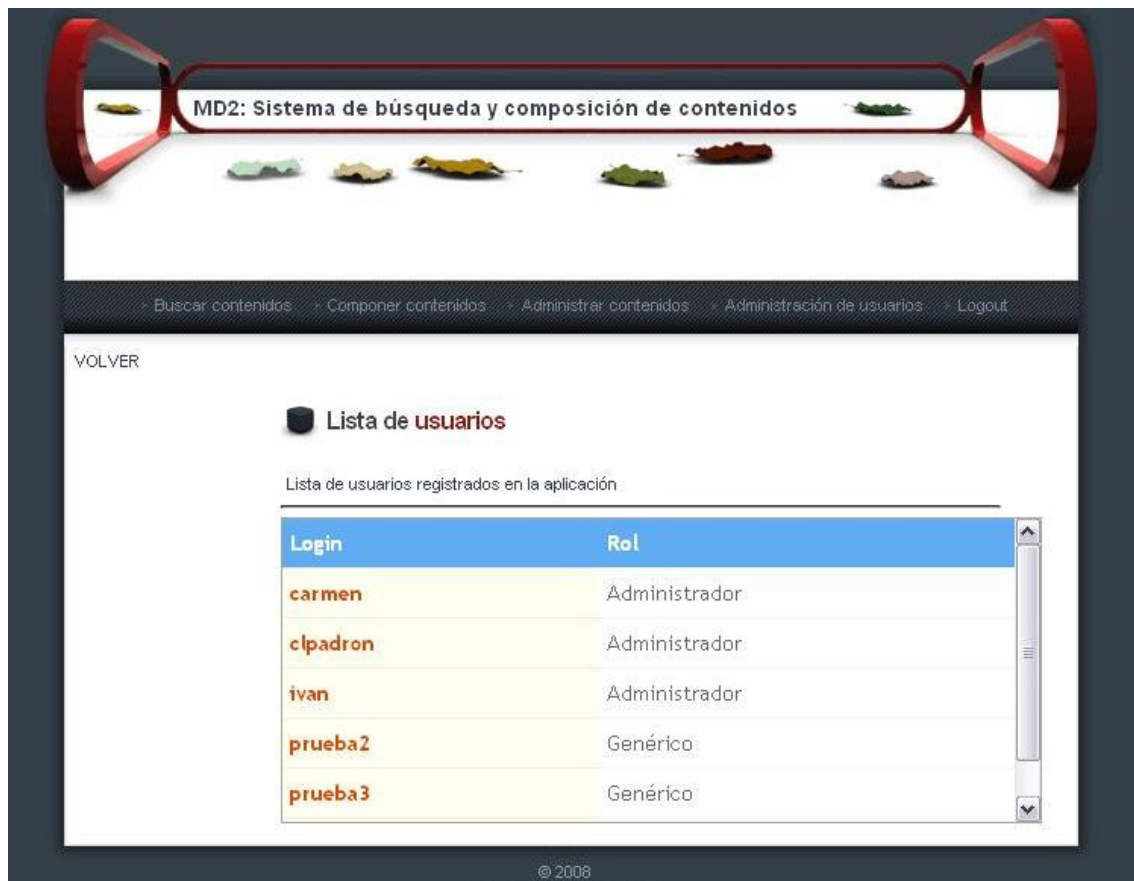 MD2: Sistema de búsqueda y composición de contenidos
Buscar contenidos Componer contenidos Administrar contenidos Administración de usuarios Logout
VOLVER
Lista de usuarios
Lista de usuarios registrados en la aplicación
Login Rol
carmen Administrador
clpadron Administrador
ivan Administrador
prueba2 Genérico
prueba3 Genérico
© 2008